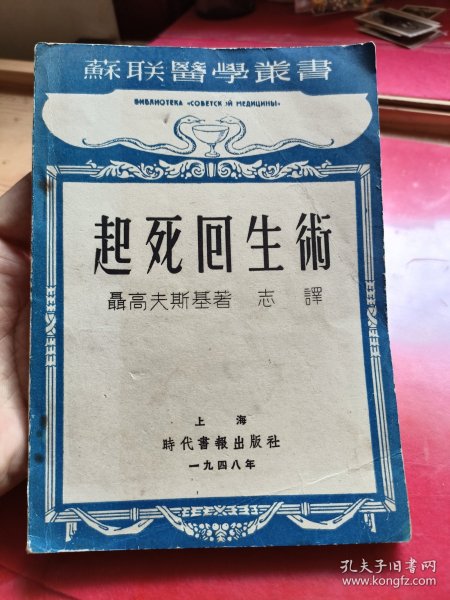 蘇联醫學叢書
БИБЛИОТЕКА «СОВЕТСКОЙ МЕДИЦИНЫ»
起死回生術
聶高夫斯基著 志 譯
上海
時代書報出版社
一九四八年
孔夫子旧书网
www.kongfz.com